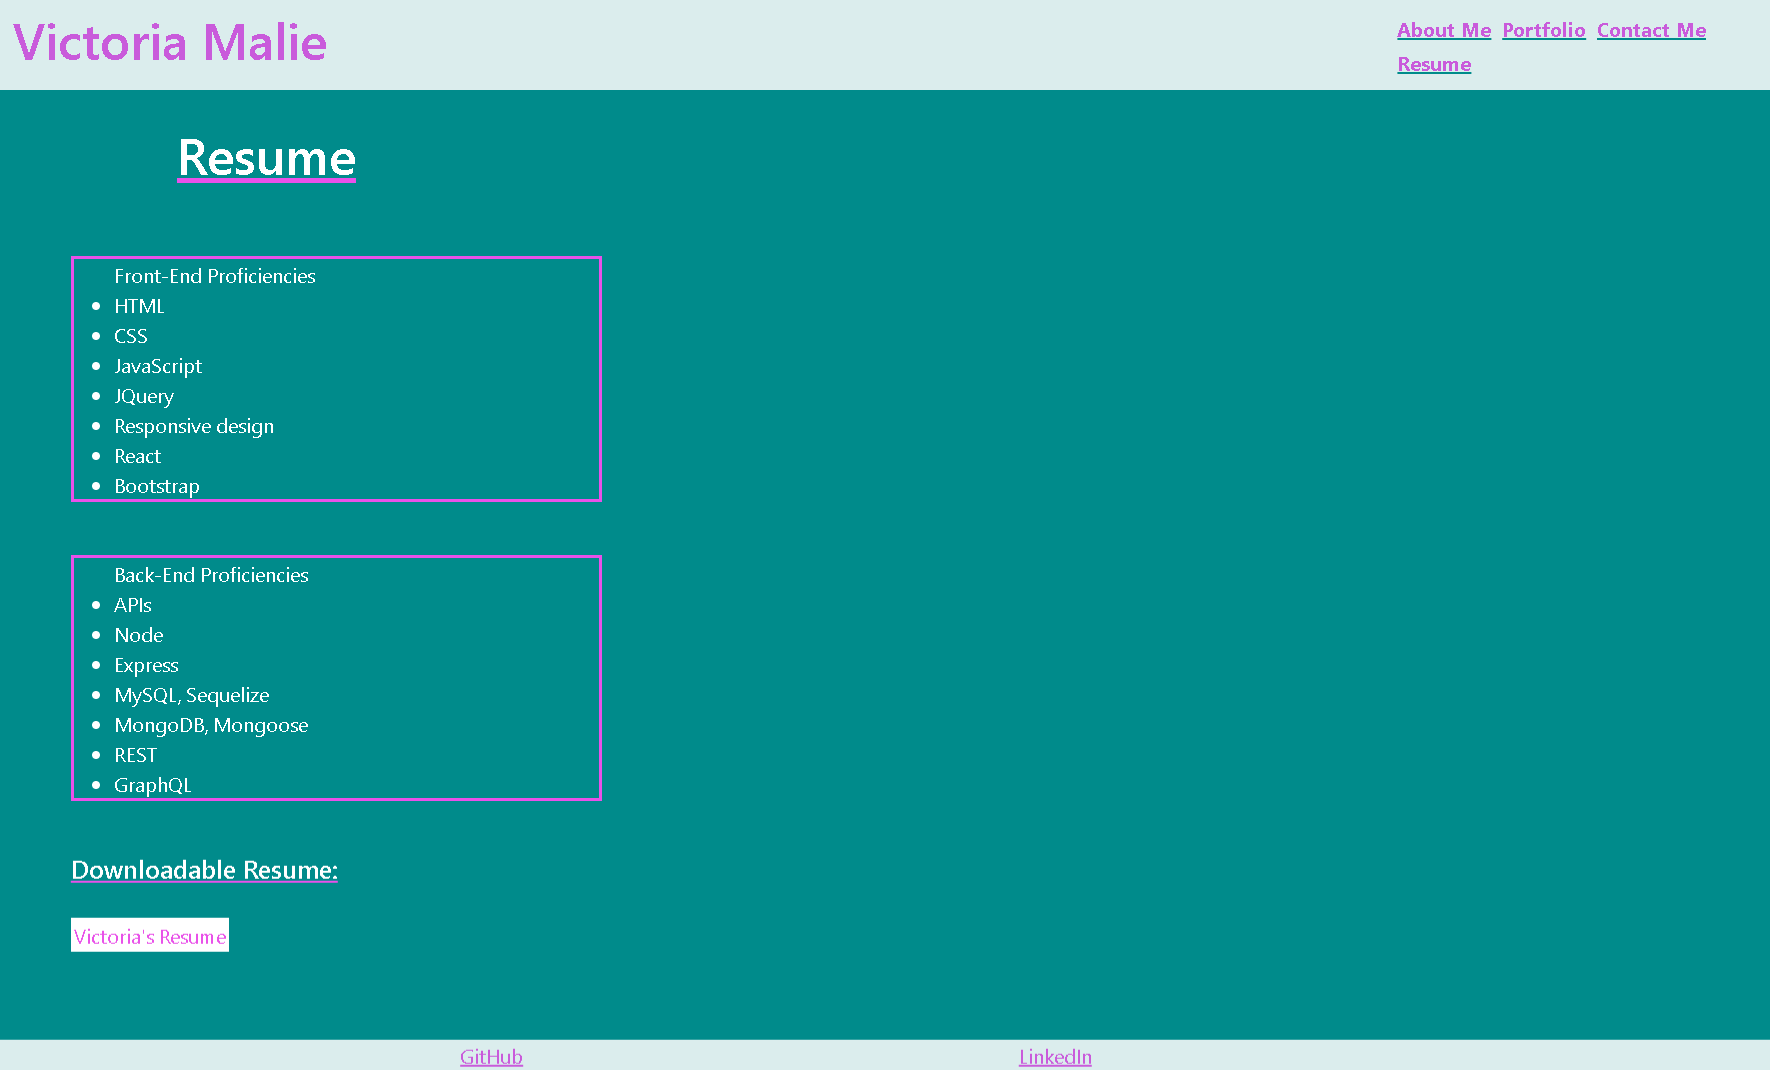 Victoria Malie
About Me Portfolio Contact Me
Resume
Resume
Front-End Proficiencies
HTML
CSS
JavaScript
JQuery
Responsive design
React
Bootstrap
Back-End Proficiencies
APIs
Node
Express
MySQL, Sequelize
MongoDB, Mongoose
REST
GraphQL
Downloadable Resume:
Victoria's Resume
GitHub LinkedIn